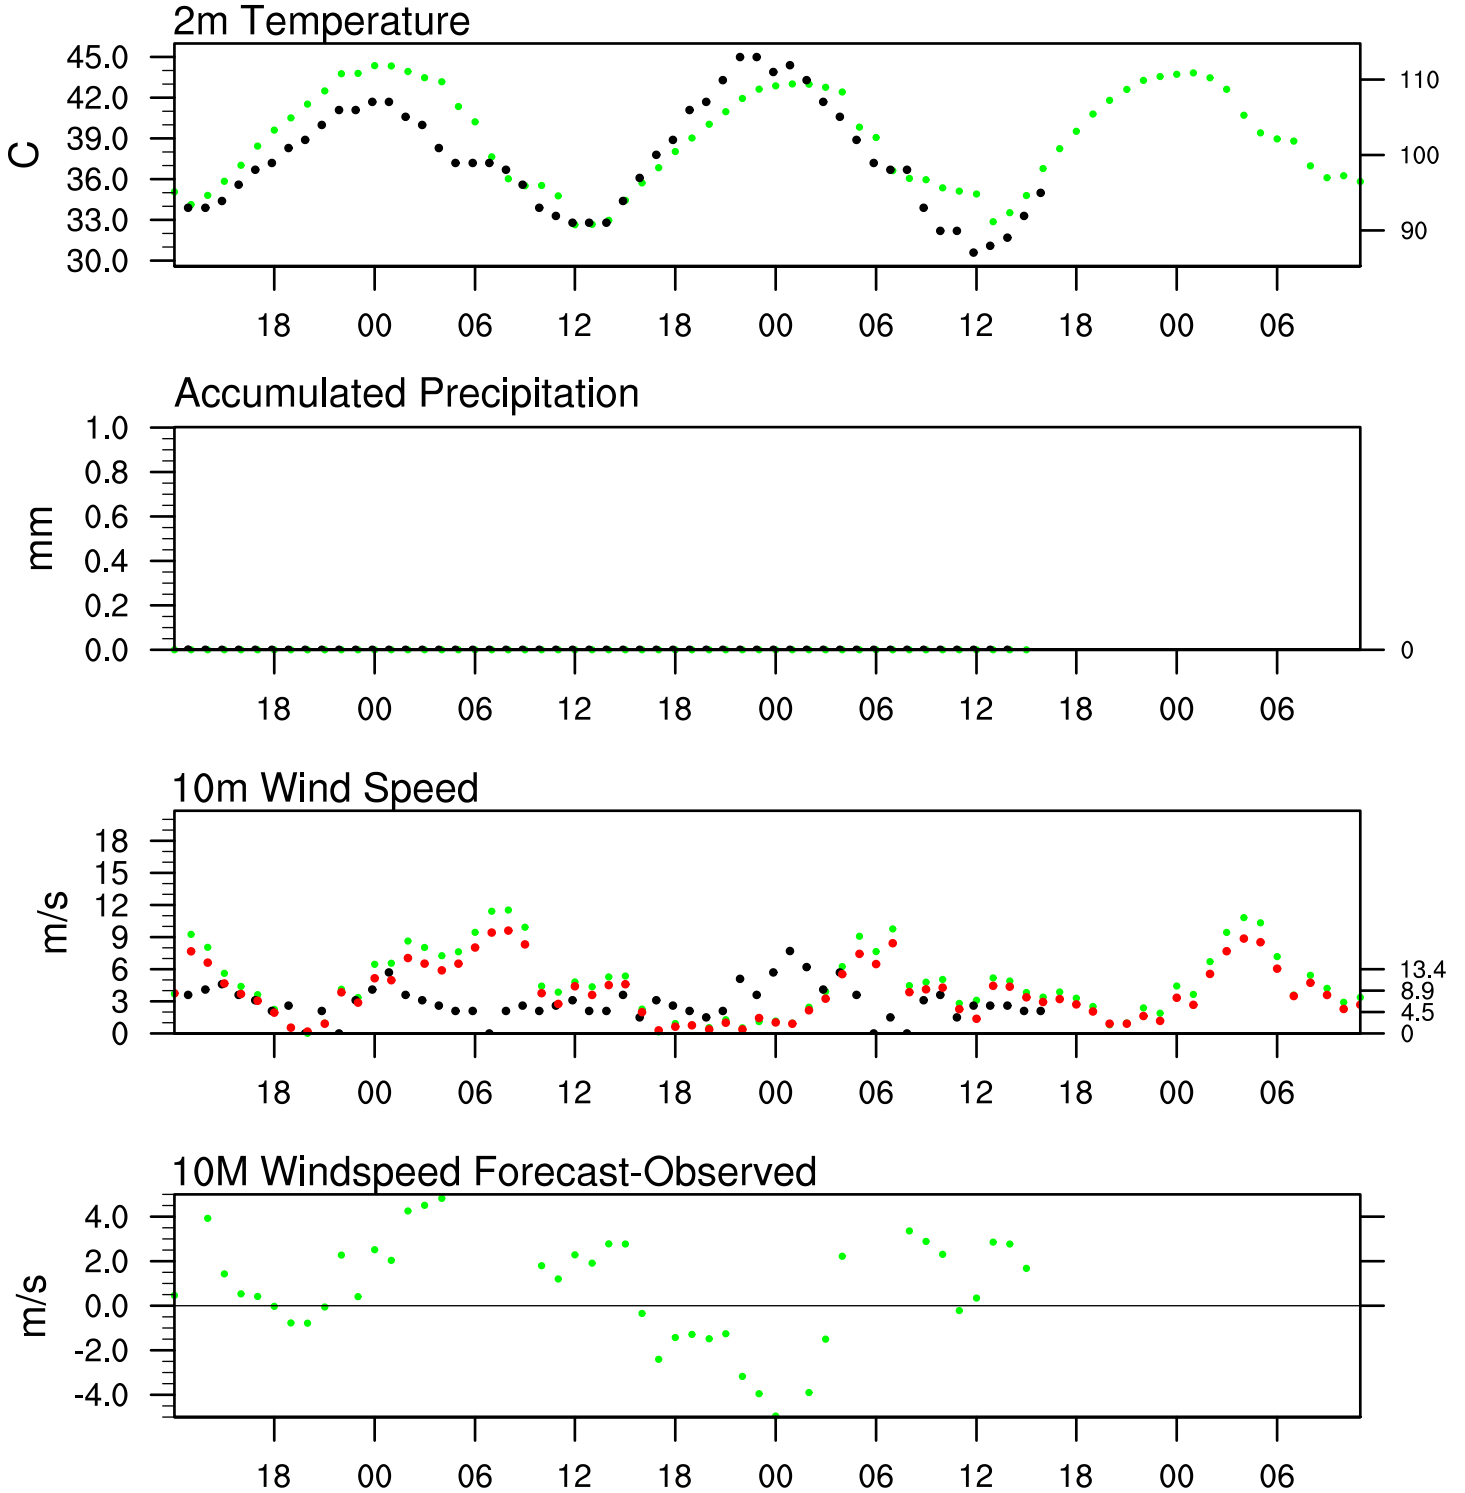 2m Temperature
45.0
42.0
39.0
36.0
33.0
30.0
C
110
100
90
18 00 06 12 18 00 06 12 18 00 06
Accumulated Precipitation
1.0
0.8
0.6
0.4
0.2
0.0
mm
0
18 00 06 12 18 00 06 12 18 00 06
10m Wind Speed
18
15
12
9
6
3
0
m/s
13.4
8.9
4.5
0
18 00 06 12 18 00 06 12 18 00 06
10M Windspeed Forecast-Observed
4.0
2.0
0.0
-2.0
-4.0
m/s
18 00 06 12 18 00 06 12 18 00 06